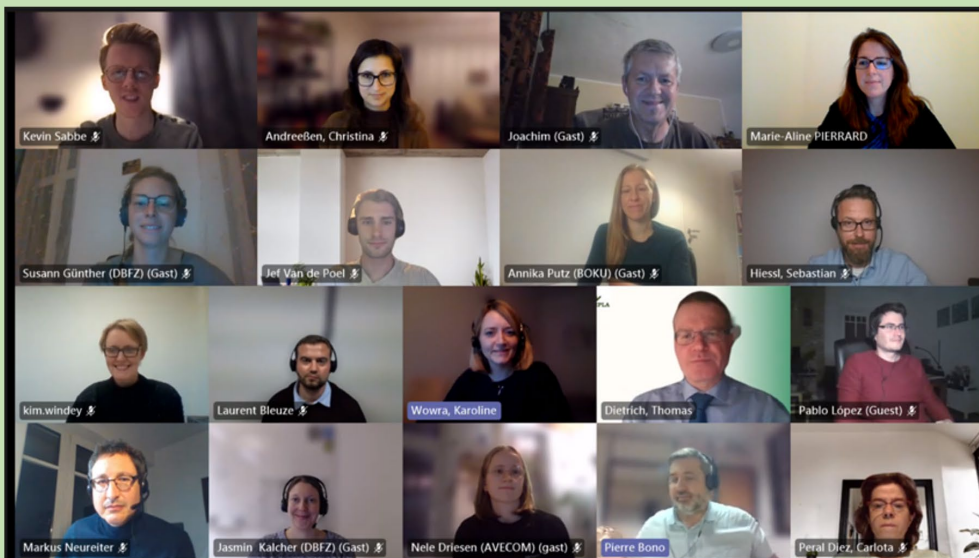 Kevin Sabbe
Andreeßen, Christina
Joachim (Gast)
Marie-Aline PIERRARD
Susann Günther (DBFZ) (Gast)
Jef Van de Poel
Annika Putz (BOKU) (Gast)
Hiessl, Sebastian
IPLA
kim.windey
Laurent Bleuze
Wowra, Karoline
Dietrich, Thomas
Pablo López (Guest)
Markus Neureiter
Jasmin Kalcher (DBFZ) (Gast)
Nele Driesen (AVECOM) (gast)
Pierre Bono
Peral Diez, Carlota